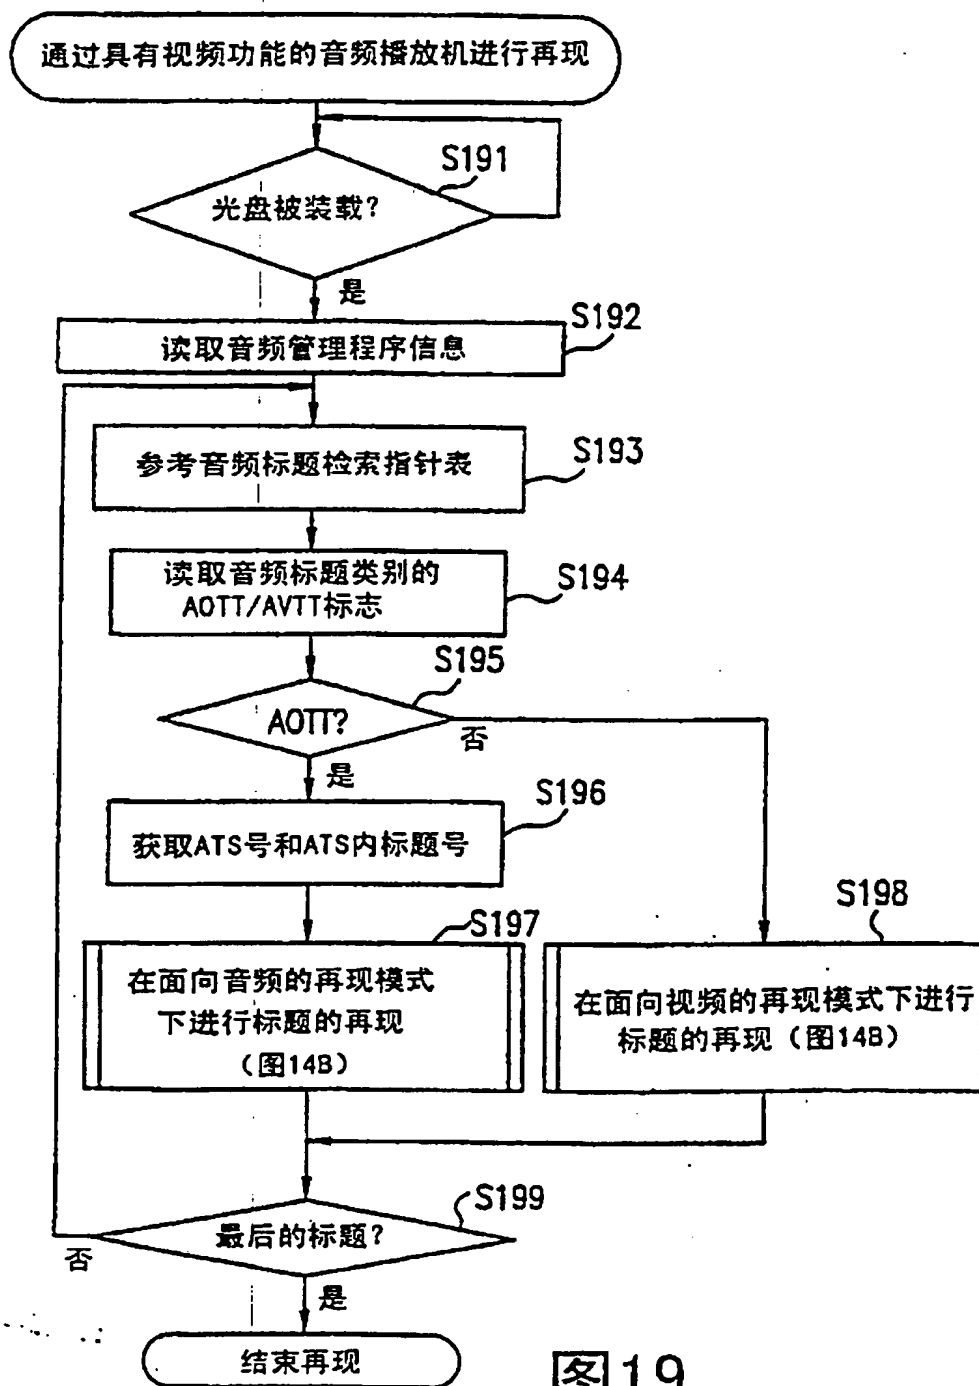 通过具有视频功能的音频播放机进行再现
S191
光盘被装载?
是
S192
读取音频管理程序信息
S193
参考音频标题检索指针表
S194
读取音频标题类别的
AOTT/AVTT标志
S195
AOTT?
否
是
S196
获取ATS号和ATS内标题号
S197
在面向音频的再现模式
下进行标题的再现
(图14B)
S198
在面向视频的再现模式下进行
标题的再现(图14B)
S199
最后的标题?
否
是
结束再现
图19